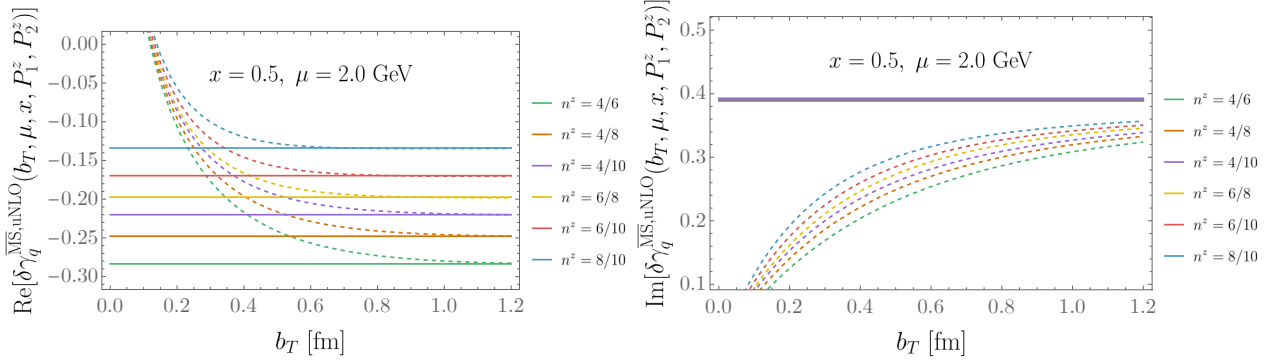 Re[δγ_q^{\overline{MS},uNLO}(b_T, μ, x, P_1^z, P_2^z)]
0.00
−0.05
−0.10
−0.15
−0.20
−0.25
−0.30
x = 0.5, μ = 2.0 GeV
0.0 0.2 0.4 0.6 0.8 1.0 1.2
b_T [fm]
n^z = 4/6
n^z = 4/8
n^z = 4/10
n^z = 6/8
n^z = 6/10
n^z = 8/10
Im[δγ_q^{\overline{MS},uNLO}(b_T, μ, x, P_1^z, P_2^z)]
0.5
0.4
0.3
0.2
0.1
x = 0.5, μ = 2.0 GeV
0.0 0.2 0.4 0.6 0.8 1.0 1.2
b_T [fm]
n^z = 4/6
n^z = 4/8
n^z = 4/10
n^z = 6/8
n^z = 6/10
n^z = 8/10